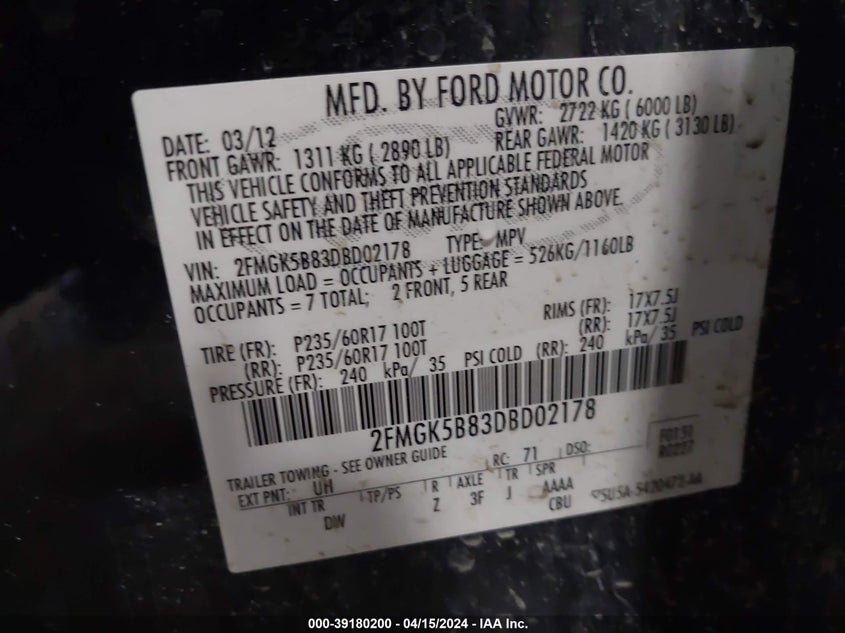 MFD. BY FORD MOTOR CO.
DATE: 03/12 GVWR: 2722 KG ( 6000 LB)
FRONT GAWR: 1311 KG ( 2890 LB) REAR GAWR: 1420 KG ( 3130 LB)
THIS VEHICLE CONFORMS TO ALL APPLICABLE FEDERAL MOTOR
VEHICLE SAFETY AND THEFT PREVENTION STANDARDS
IN EFFECT ON THE DATE OF MANUFACTURE SHOWN ABOVE.
VIN: 2FMGK5B83DBD02178 TYPE: MPV
MAXIMUM LOAD = OCCUPANTS + LUGGAGE = 526KG/1160LB
OCCUPANTS = 7 TOTAL; 2 FRONT, 5 REAR
TIRE (FR): P235/60R17 100T RIMS (FR): 17X7.5J
(RR): P235/60R17 100T (RR): 17X7.5J
PRESSURE (FR): 240 kPa/ 35 PSI COLD (RR): 240 kPa/ 35 PSI COLD
2FMGK5B83DBD02178
TRAILER TOWING - SEE OWNER GUIDE
RC: 71 DSO:
EXT PNT: UH TP/PS R AXLE TR SPR
INT TR Z 3F J AAAA
DIW CBU
000-39180200 - 04/15/2024 - IAA Inc.